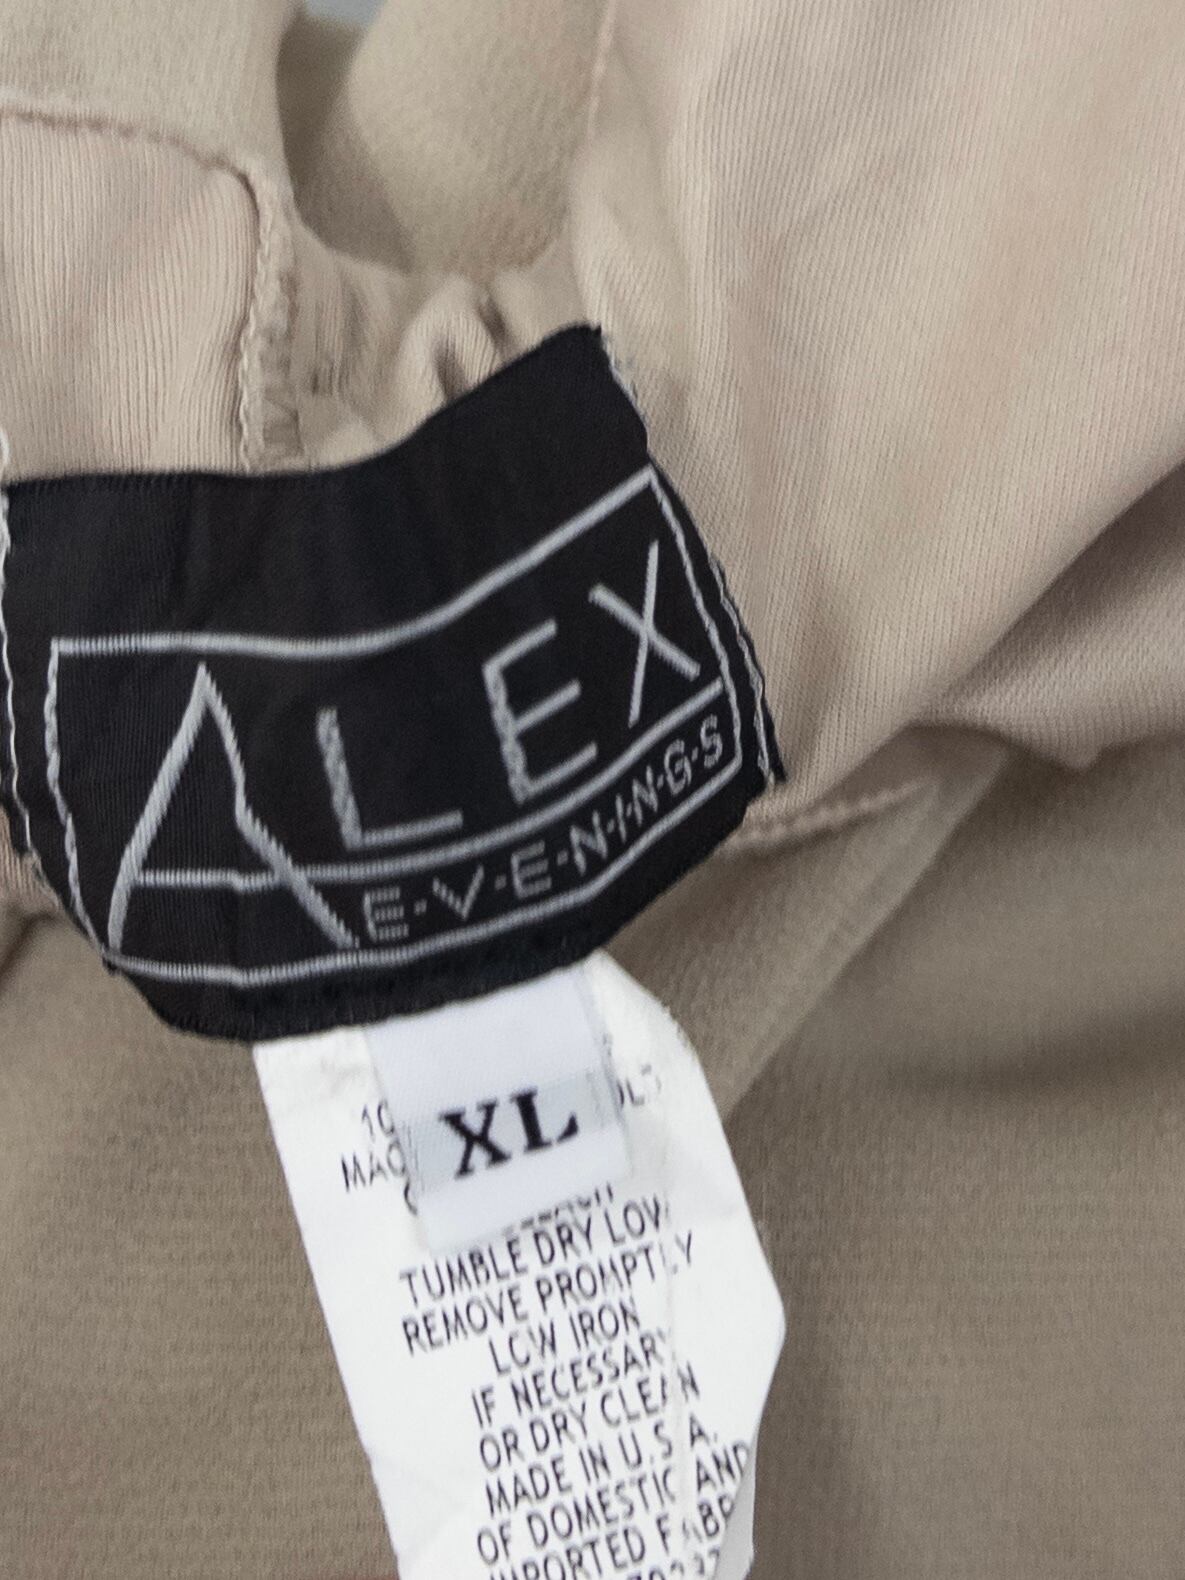 ALEX
E·V·E·N·I·N·G·S
XL
TUMBLE DRY LOW
REMOVE PROMPTLY
LOW IRON
IF NECESSARY
OR DRY CLEAN
MADE IN U.S.A.
OF DOMESTIC AND
IMPORTED